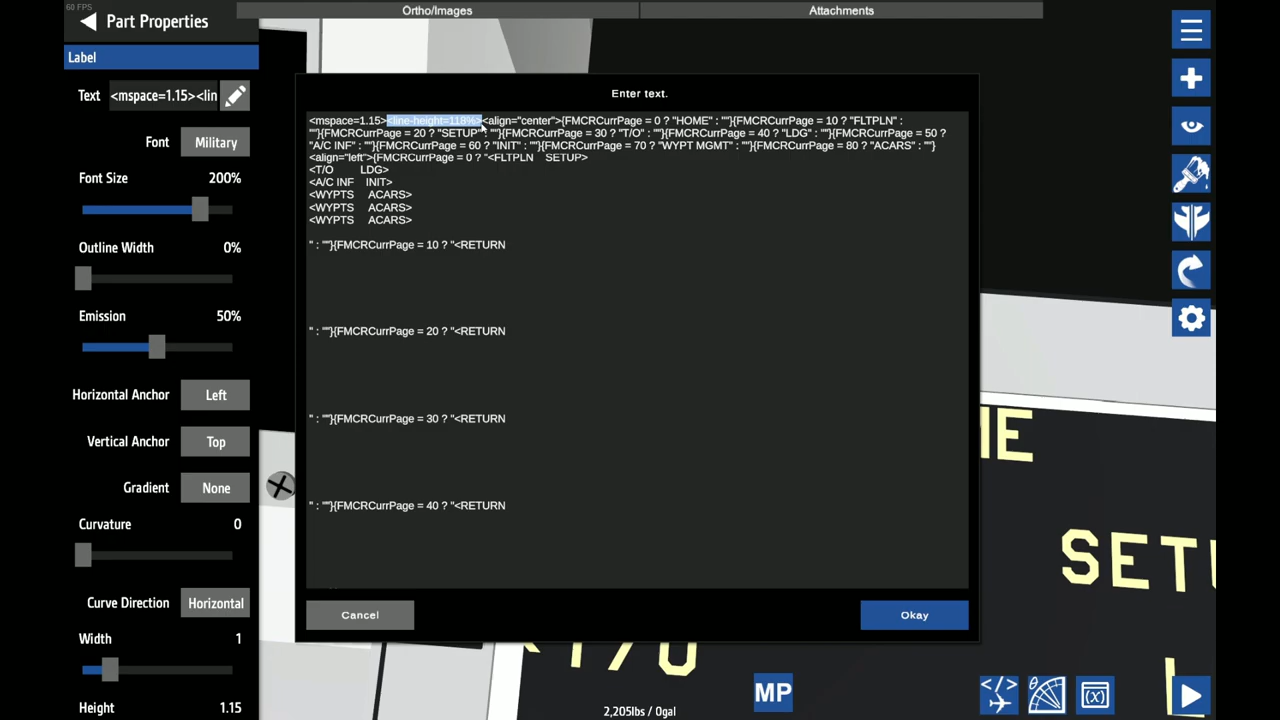 60 FPS
Part Properties
Ortho/Images
Attachments
Label
Text
<mspace=1.15><lin
Font
Military
Font Size
200%
Outline Width
0%
Emission
50%
Horizontal Anchor
Left
Vertical Anchor
Top
Gradient
None
Curvature
0
Curve Direction
Horizontal
Width
1
Height
1.15
Enter text.
<mspace=1.15><line-height=118%><align="center">{FMCRCurrPage = 0 ? "HOME" : ""}{FMCRCurrPage = 10 ? "FLTPLN" :
""}{FMCRCurrPage = 20 ? "SETUP" : ""}{FMCRCurrPage = 30 ? "T/O" : ""}{FMCRCurrPage = 40 ? "LDG" : ""}{FMCRCurrPage = 50 ?
"A/C INF" : ""}{FMCRCurrPage = 60 ? "INIT" : ""}{FMCRCurrPage = 70 ? "WYPT MGMT" : ""}{FMCRCurrPage = 80 ? "ACARS" : ""}
<align="left">{FMCRCurrPage = 0 ? "<FLTPLN    SETUP>
<T/O         LDG>
<A/C INF    INIT>
<WYPTS     ACARS>
<WYPTS     ACARS>
<WYPTS     ACARS>
" : ""}{FMCRCurrPage = 10 ? "<RETURN
" : ""}{FMCRCurrPage = 20 ? "<RETURN
" : ""}{FMCRCurrPage = 30 ? "<RETURN
" : ""}{FMCRCurrPage = 40 ? "<RETURN
Cancel
Okay
ME
SETU
<T/O
L
MP
2,205lbs / 0gal
</>
(x)